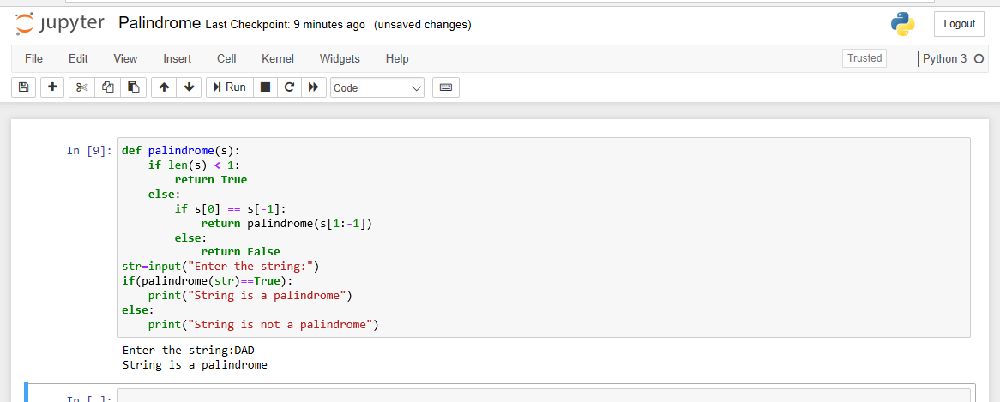 jupyter Palindrome Last Checkpoint: 9 minutes ago (unsaved changes) Logout
File Edit View Insert Cell Kernel Widgets Help Trusted Python 3
Run Code
In [9]: def palindrome(s):
    if len(s) < 1:
        return True
    else:
        if s[0] == s[-1]:
            return palindrome(s[1:-1])
        else:
            return False
str=input("Enter the string:")
if(palindrome(str)==True):
    print("String is a palindrome")
else:
    print("String is not a palindrome")
Enter the string:DAD
String is a palindrome
In [ ]: